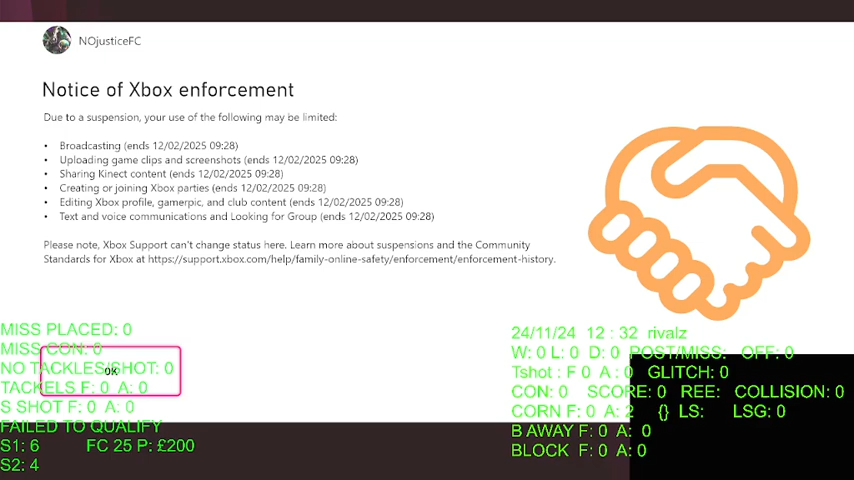 NOjusticeFC
Notice of Xbox enforcement
Due to a suspension, your use of the following may be limited:
• Broadcasting (ends 12/02/2025 09:28)
• Uploading game clips and screenshots (ends 12/02/2025 09:28)
• Sharing Kinect content (ends 12/02/2025 09:28)
• Creating or joining Xbox parties (ends 12/02/2025 09:28)
• Editing Xbox profile, gamerpic, and club content (ends 12/02/2025 09:28)
• Text and voice communications and Looking for Group (ends 12/02/2025 09:28)
Please note, Xbox Support can't change status here. Learn more about suspensions and the Community
Standards for Xbox at https://support.xbox.com/help/family-online-safety/enforcement/enforcement-history.
OK
MISS PLACED: 0
MISS CON: 0
NO TACKLES/SHOT: 0
TACKELS F: 0 A: 0
S SHOT F: 0 A: 0
FAILED TO QUALIFY
S1: 6 FC 25 P: £200
S2: 4
24/11/24 12 : 32 rivalz
W: 0 L: 0 D: 0 POST/MISS: OFF: 0
Tshot : F 0 A : 0 GLITCH: 0
CON: 0 SCORE: 0 REE: COLLISION: 0
CORN F: 0 A: 2 {} LS: LSG: 0
B AWAY F: 0 A: 0
BLOCK F: 0 A: 0